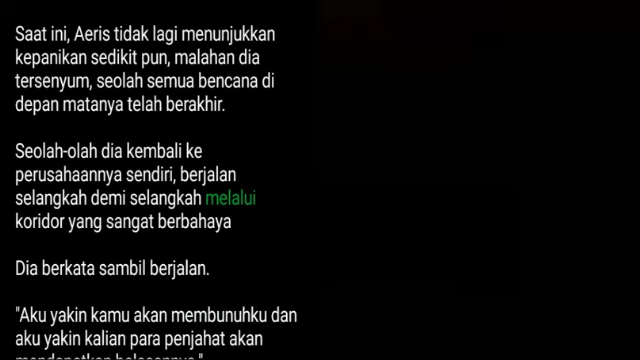 Saat ini, Aeris tidak lagi menunjukkan
kepanikan sedikit pun, malahan dia
tersenyum, seolah semua bencana di
depan matanya telah berakhir.
Seolah-olah dia kembali ke
perusahaannya sendiri, berjalan
selangkah demi selangkah melalui
koridor yang sangat berbahaya
Dia berkata sambil berjalan.
"Aku yakin kamu akan membunuhku dan
aku yakin kalian para penjahat akan
mendapatkan balasannya."